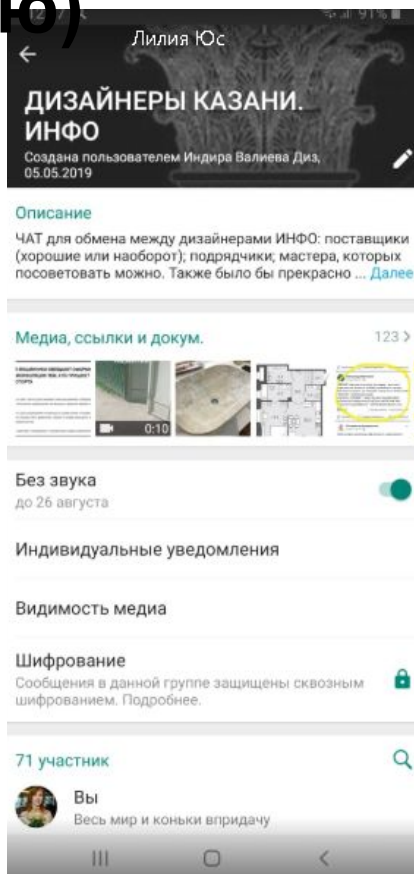 ю)
91%
Лилия Юс
ДИЗАЙНЕРЫ КАЗАНИ.
ИНФО
Создана пользователем Индира Валиева Диз,
05.05.2019
Описание
ЧАТ для обмена между дизайнерами ИНФО: поставщики
(хорошие или наоборот); подрядчики; мастера, которых
посоветовать можно. Также было бы прекрасно ... Далее
Медиа, ссылки и докум.
123 >
0:10
Без звука
до 26 августа
Индивидуальные уведомления
Видимость медиа
Шифрование
Сообщения в данной группе защищены сквозным
шифрованием. Подробнее.
71 участник
Вы
Весь мир и коньки впридачу